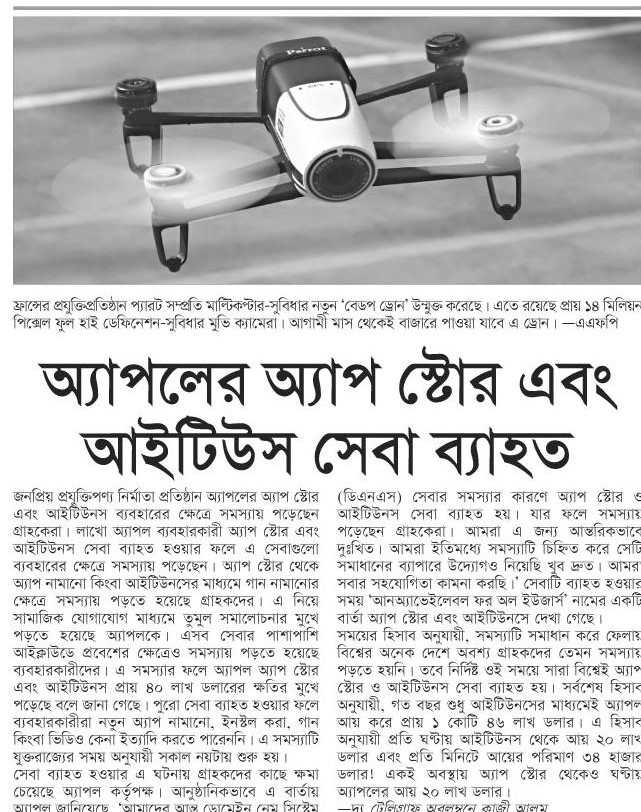 Parrot
ফ্রান্সের প্রযুক্তিপ্রতিষ্ঠান প্যারট সম্প্রতি মাল্টিকপ্টার-সুবিধার নতুন ‘বেডপ ড্রোন’ উন্মুক্ত করেছে। এতে রয়েছে প্রায় ১৪ মিলিয়ন
পিক্সেল ফুল হাই ডেফিনেশন-সুবিধার মুভি ক্যামেরা। আগামী মাস থেকেই বাজারে পাওয়া যাবে এ ড্রোন। —এএফপি
অ্যাপলের অ্যাপ স্টোর এবং
আইটিউস সেবা ব্যাহত
জনপ্রিয় প্রযুক্তিপণ্য নির্মাতা প্রতিষ্ঠান অ্যাপলের অ্যাপ স্টোর
এবং আইটিউনস ব্যবহারের ক্ষেত্রে সমস্যায় পড়েছেন
গ্রাহকেরা। লাখো অ্যাপল ব্যবহারকারী অ্যাপ স্টোর এবং
আইটিউনস সেবা ব্যাহত হওয়ার ফলে এ সেবাগুলো
ব্যবহারের ক্ষেত্রে সমস্যায় পড়েছেন। অ্যাপ স্টোর থেকে
অ্যাপ নামানো কিংবা আইটিউনসের মাধ্যমে গান নামানোর
ক্ষেত্রে সমস্যায় পড়তে হয়েছে গ্রাহকদের। এ নিয়ে
সামাজিক যোগাযোগ মাধ্যমে তুমুল সমালোচনার মুখে
পড়তে হয়েছে অ্যাপলকে। এসব সেবার পাশাপাশি
আইক্লাউডে প্রবেশের ক্ষেত্রেও সমস্যায় পড়তে হয়েছে
ব্যবহারকারীদের। এ সমস্যার ফলে অ্যাপল অ্যাপ স্টোর
এবং আইটিউনস প্রায় ৪০ লাখ ডলারের ক্ষতির মুখে
পড়েছে বলে জানা গেছে। পুরো সেবা ব্যাহত হওয়ার ফলে
ব্যবহারকারীরা নতুন অ্যাপ নামানো, ইনস্টল করা, গান
কিংবা ভিডিও কেনা ইত্যাদি করতে পারেননি। এ সমস্যাটি
যুক্তরাজ্যের সময় অনুযায়ী সকাল নয়টায় শুরু হয়।
সেবা ব্যাহত হওয়ার এ ঘটনায় গ্রাহকদের কাছে ক্ষমা
চেয়েছে অ্যাপল কর্তৃপক্ষ। আনুষ্ঠানিকভাবে এ বার্তায়
অ্যাপল জানিয়েছে, ‘আমাদের আন্ত ডোমেইন নেম সিস্টেম
(ডিএনএস) সেবার সমস্যার কারণে অ্যাপ স্টোর ও
আইটিউনস সেবা ব্যাহত হয়। যার ফলে সমস্যায়
পড়েছেন গ্রাহকেরা। আমরা এ জন্য আন্তরিকভাবে
দুঃখিত। আমরা ইতিমধ্যে সমস্যাটি চিহ্নিত করে সেটি
সমাধানের ব্যাপারে উদ্যোগও নিয়েছি খুব দ্রুত। আমরা
সবার সহযোগিতা কামনা করছি।’ সেবাটি ব্যাহত হওয়ার
সময় ‘আনঅ্যাভেইলেবল ফর অল ইউজার্স’ নামের একটি
বার্তা অ্যাপ স্টোর এবং আইটিউনসে দেখা গেছে।
সময়ের হিসাব অনুযায়ী, সমস্যাটি সমাধান করে ফেলায়
বিশ্বের অনেক দেশে অবশ্য গ্রাহকদের তেমন সমস্যায়
পড়তে হয়নি। তবে নির্দিষ্ট ওই সময়ে সারা বিশ্বেই অ্যাপ
স্টোর ও আইটিউনস সেবা ব্যাহত হয়। সর্বশেষ হিসাব
অনুযায়ী, গত বছর শুধু আইটিউনসের মাধ্যমেই অ্যাপল
আয় করে প্রায় ১ কোটি ৪৬ লাখ ডলার। এ হিসাব
অনুযায়ী প্রতি ঘণ্টায় আইটিউনস থেকে আয় ২০ লাখ
ডলার এবং প্রতি মিনিটে আয়ের পরিমাণ ৩৪ হাজার
ডলার! একই অবস্থায় অ্যাপ স্টোর থেকেও ঘণ্টায়
অ্যাপলের আয় ২০ লাখ ডলার।
—দ্য টেলিগ্রাফ অবলম্বনে কাজী আলম